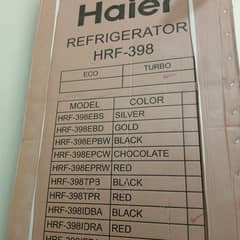 Haier
REFRIGERATOR
HRF-398
ECO TURBO
MODEL COLOR
HRF-398EBS SILVER
HRF-398EBD GOLD
HRF-398EPBW BLACK
HRF-398EPCW CHOCOLATE
HRF-398EPRW RED
HRF-398TPB BLACK
HRF-398TPR RED
HRF-398IDBA BLACK
HRF-398IDRA RED